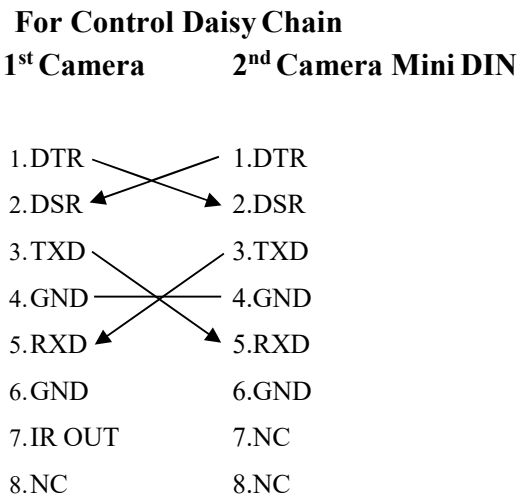 For Control Daisy Chain
1st Camera 2nd Camera Mini DIN
1.DTR 1.DTR
2.DSR 2.DSR
3.TXD 3.TXD
4.GND 4.GND
5.RXD 5.RXD
6.GND 6.GND
7.IR OUT 7.NC
8.NC 8.NC